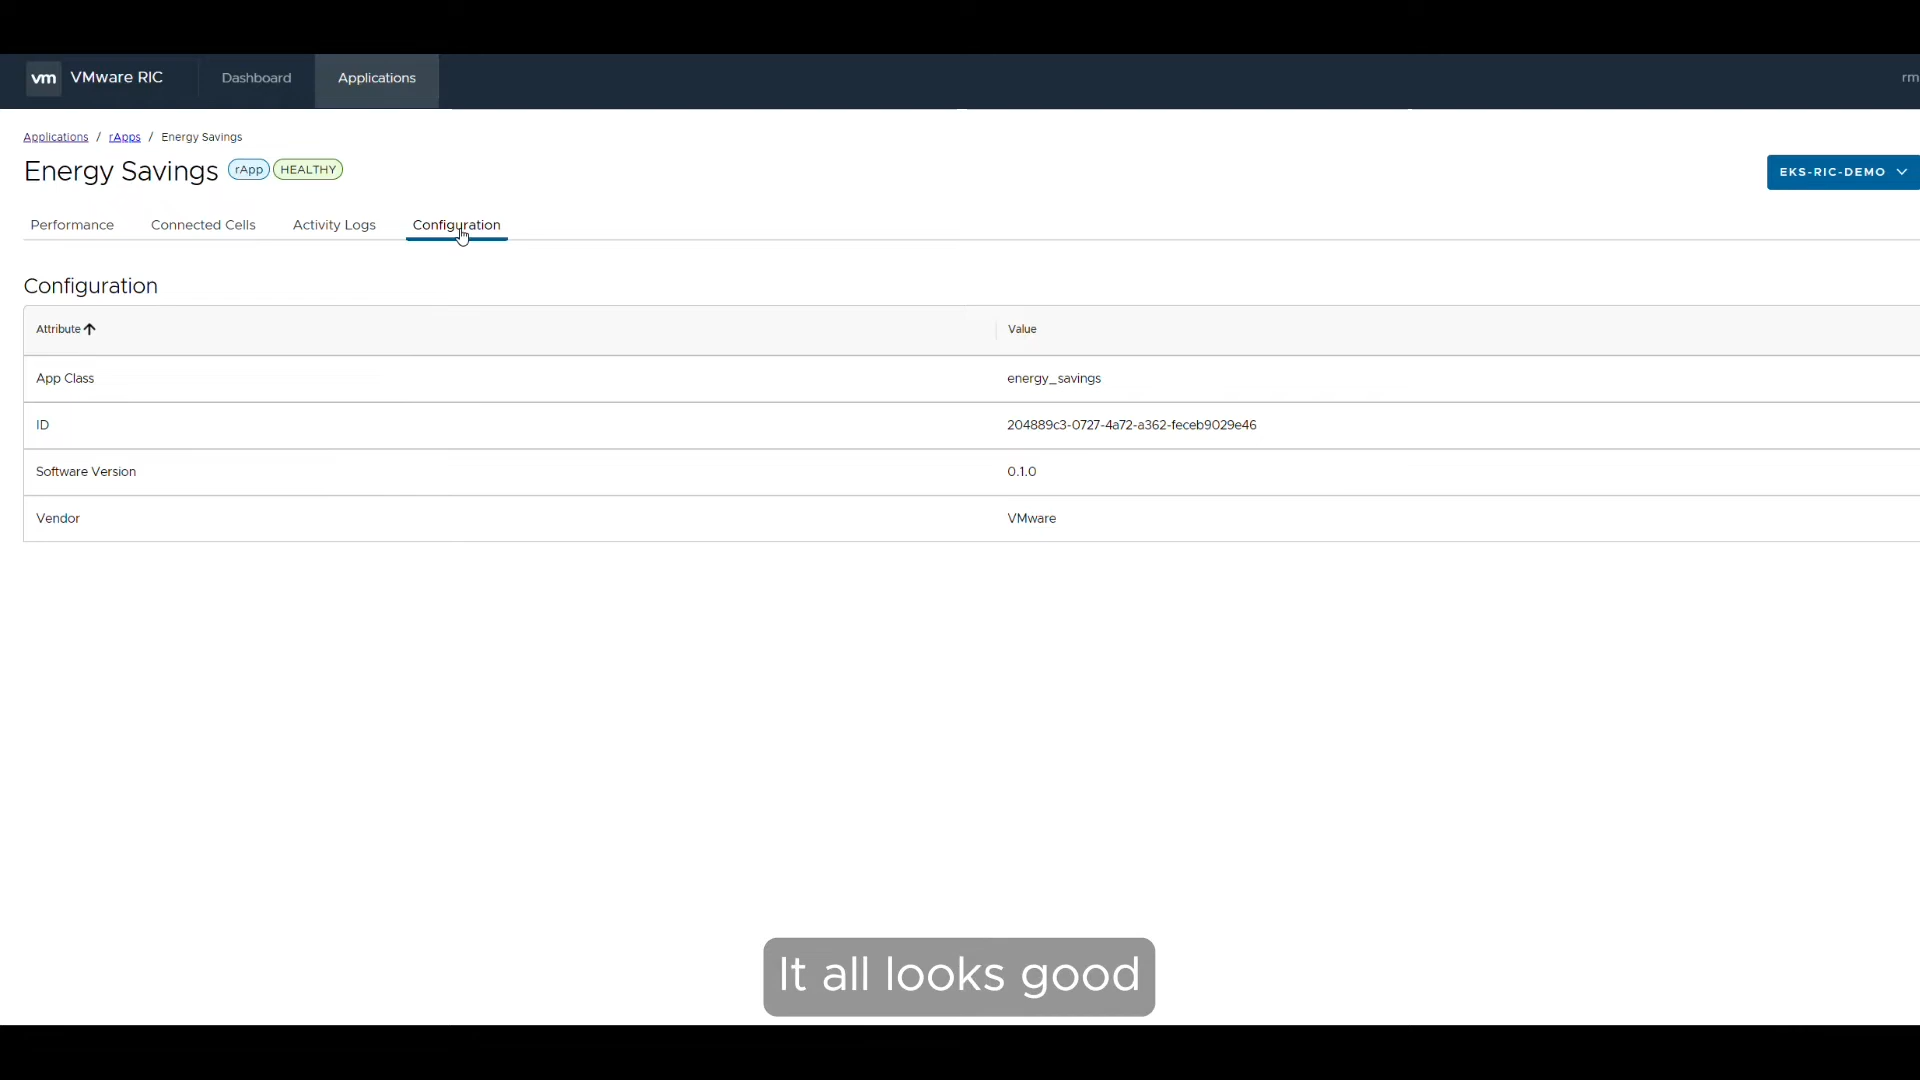 vm VMware RIC Dashboard Applications rm
Applications / rApps / Energy Savings
Energy Savings rApp HEALTHY
EKS-RIC-DEMO
Performance Connected Cells Activity Logs Configuration
Configuration
Attribute Value
App Class energy_savings
ID 204889c3-0727-4a72-a362-feceb9029e46
Software Version 0.1.0
Vendor VMware
It all looks good